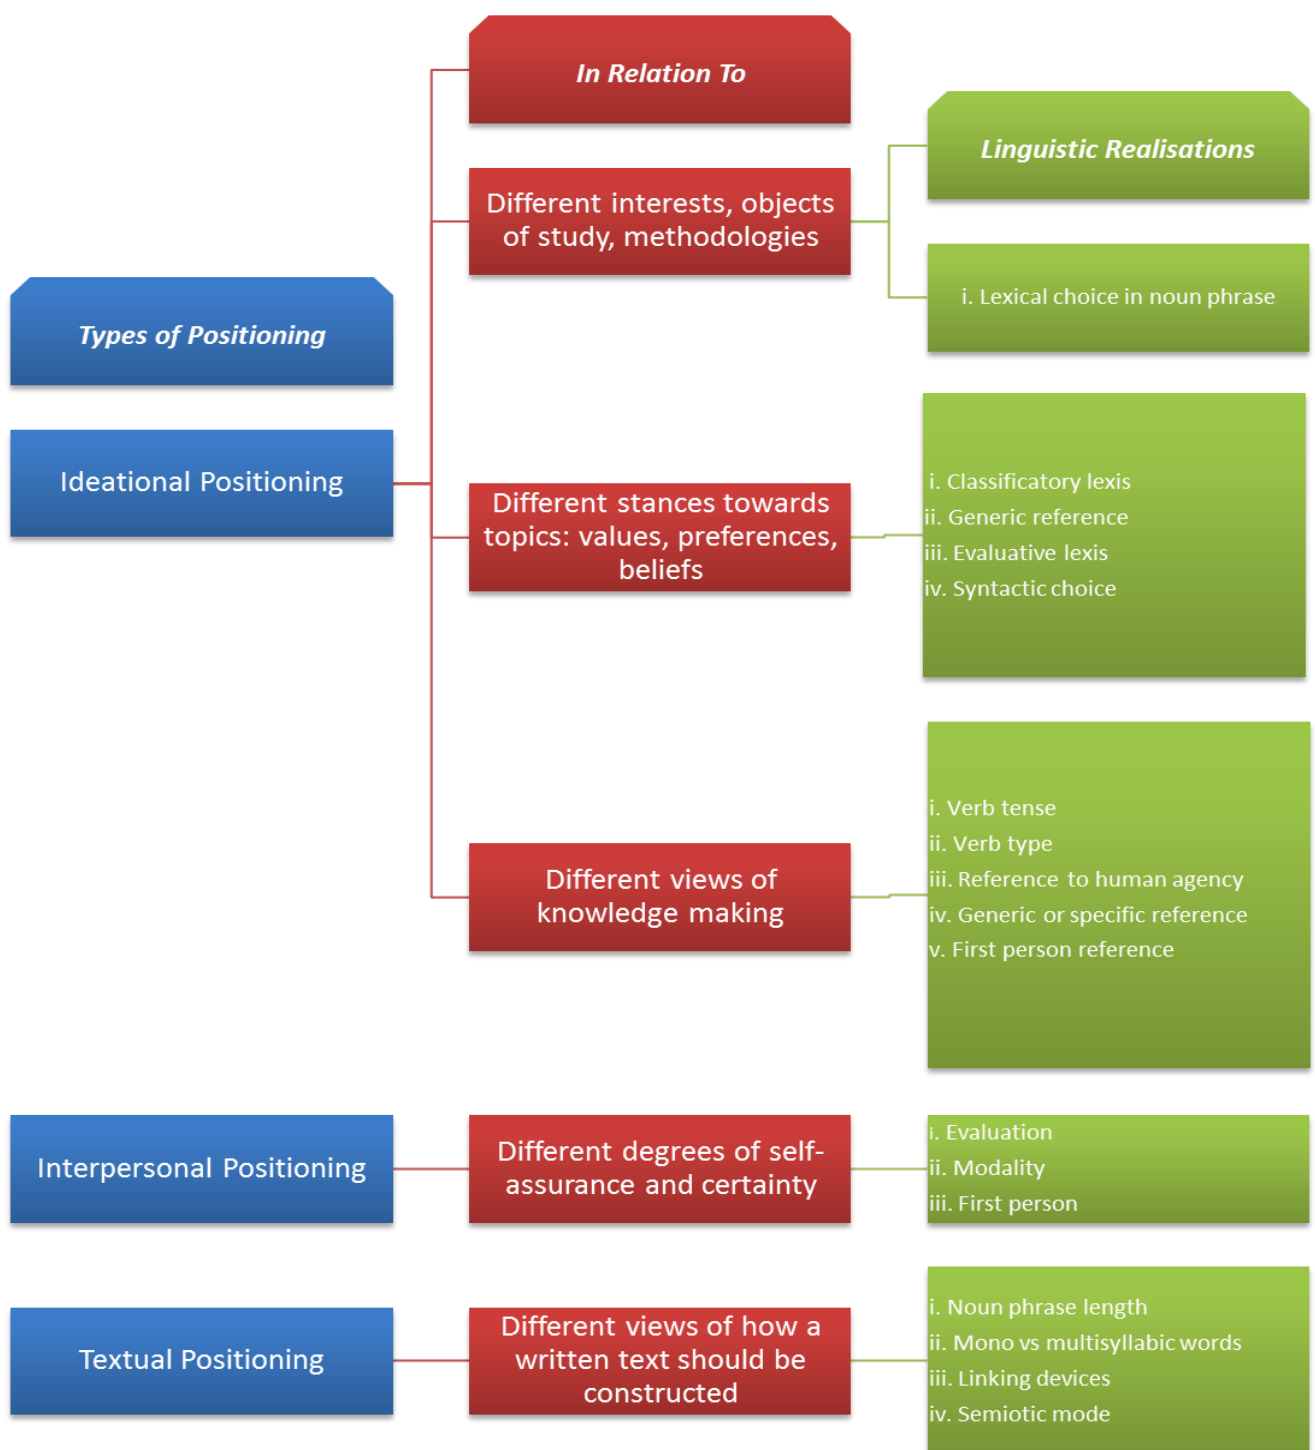 In Relation To
Linguistic Realisations
Different interests, objects
of study, methodologies
i. Lexical choice in noun phrase
Types of Positioning
Ideational Positioning
Different stances towards
topics: values, preferences,
beliefs
i. Classificatory lexis
ii. Generic reference
iii. Evaluative lexis
iv. Syntactic choice
Different views of
knowledge making
i. Verb tense
ii. Verb type
iii. Reference to human agency
iv. Generic or specific reference
v. First person reference
Interpersonal Positioning
Different degrees of self-
assurance and certainty
i. Evaluation
ii. Modality
iii. First person
Textual Positioning
Different views of how a
written text should be
constructed
i. Noun phrase length
ii. Mono vs multisyllabic words
iii. Linking devices
iv. Semiotic mode